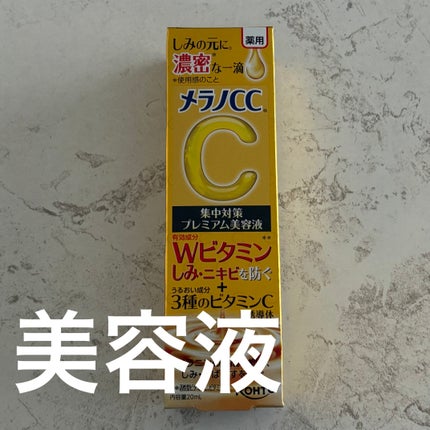 しみの元に。
薬用
濃密な一滴
*使用感のこと
メラノCC
C
集中対策
プレミアム美容液
有効成分
Wビタミン
しみ・ニキビを防ぐ
+
うるおい成分
3種のビタミンC
誘導体
美容液
内容量20mL